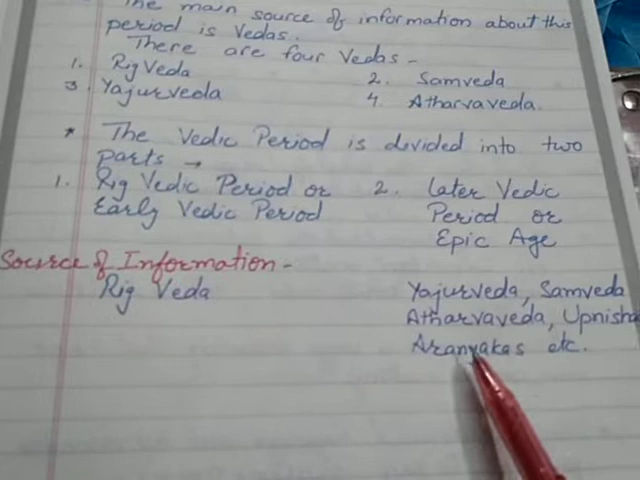 The main source of information about this
period is Vedas.
There are four Vedas -
1. Rig Veda 2. Samveda
3. Yajurveda 4. Atharvaveda.
* The Vedic Period is divided into two
parts →
1. Rig Vedic Period or 2. Later Vedic
Early Vedic Period Period or
Epic Age
Source of Information -
Rig Veda Yajurveda, Samveda
Atharvaveda, Upnisha
Aranyakas etc.